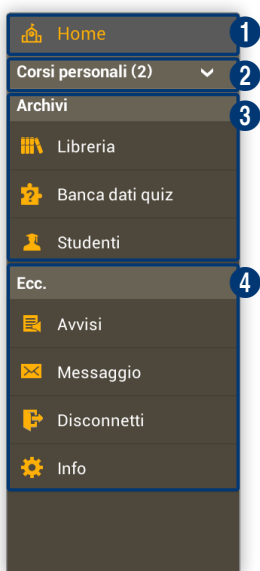 Home
1
Corsi personali (2)
2
Archivi
3
Libreria
Banca dati quiz
Studenti
Ecc.
4
Avvisi
Messaggio
Disconnetti
Info